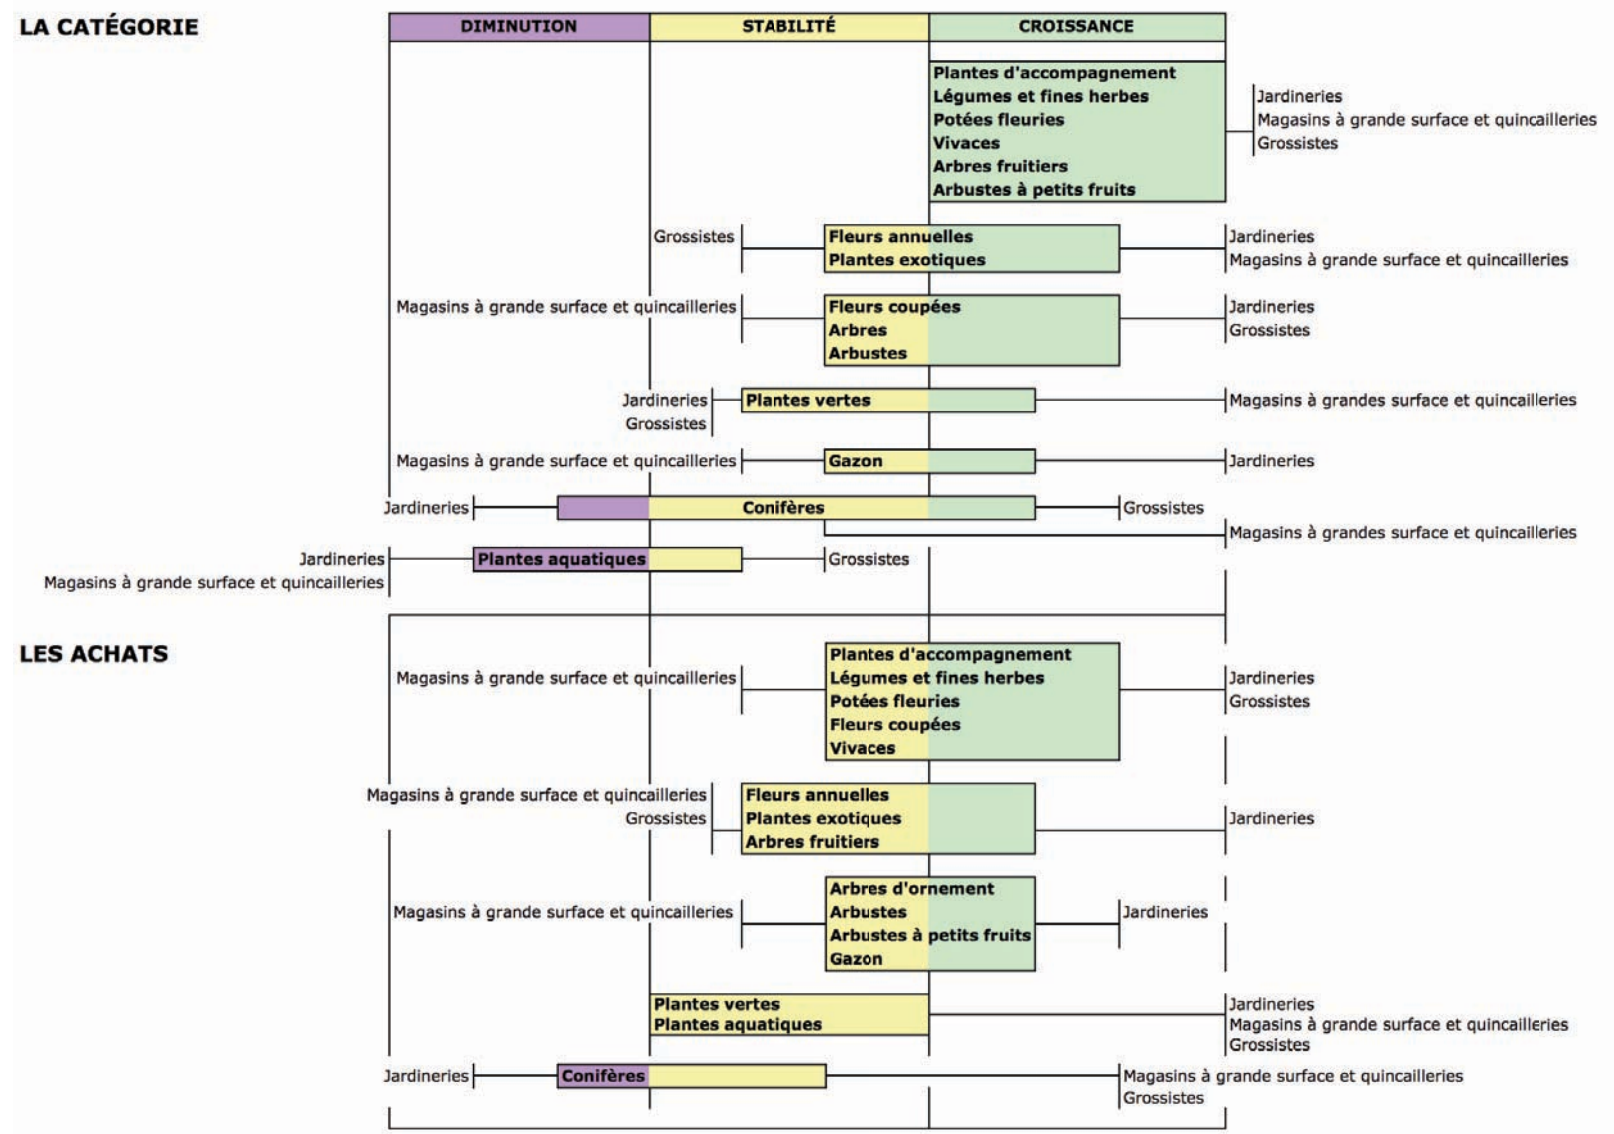 LA CATÉGORIE
DIMINUTION
STABILITÉ
CROISSANCE
Plantes d'accompagnement
Légumes et fines herbes
Potées fleuries
Vivaces
Arbres fruitiers
Arbustes à petits fruits
Jardineries
Magasins à grande surface et quincailleries
Grossistes
Grossistes
Fleurs annuelles
Plantes exotiques
Jardineries
Magasins à grande surface et quincailleries
Magasins à grande surface et quincailleries
Fleurs coupées
Arbres
Arbustes
Jardineries
Grossistes
Jardineries
Grossistes
Plantes vertes
Magasins à grandes surface et quincailleries
Magasins à grande surface et quincailleries
Gazon
Jardineries
Jardineries
Conifères
Grossistes
Magasins à grandes surface et quincailleries
Jardineries
Magasins à grande surface et quincailleries
Plantes aquatiques
Grossistes
LES ACHATS
Magasins à grande surface et quincailleries
Plantes d'accompagnement
Légumes et fines herbes
Potées fleuries
Fleurs coupées
Vivaces
Jardineries
Grossistes
Magasins à grande surface et quincailleries
Grossistes
Fleurs annuelles
Plantes exotiques
Arbres fruitiers
Jardineries
Magasins à grande surface et quincailleries
Arbres d'ornement
Arbustes
Arbustes à petits fruits
Gazon
Jardineries
Plantes vertes
Plantes aquatiques
Jardineries
Magasins à grande surface et quincailleries
Grossistes
Jardineries
Conifères
Magasins à grande surface et quincailleries
Grossistes